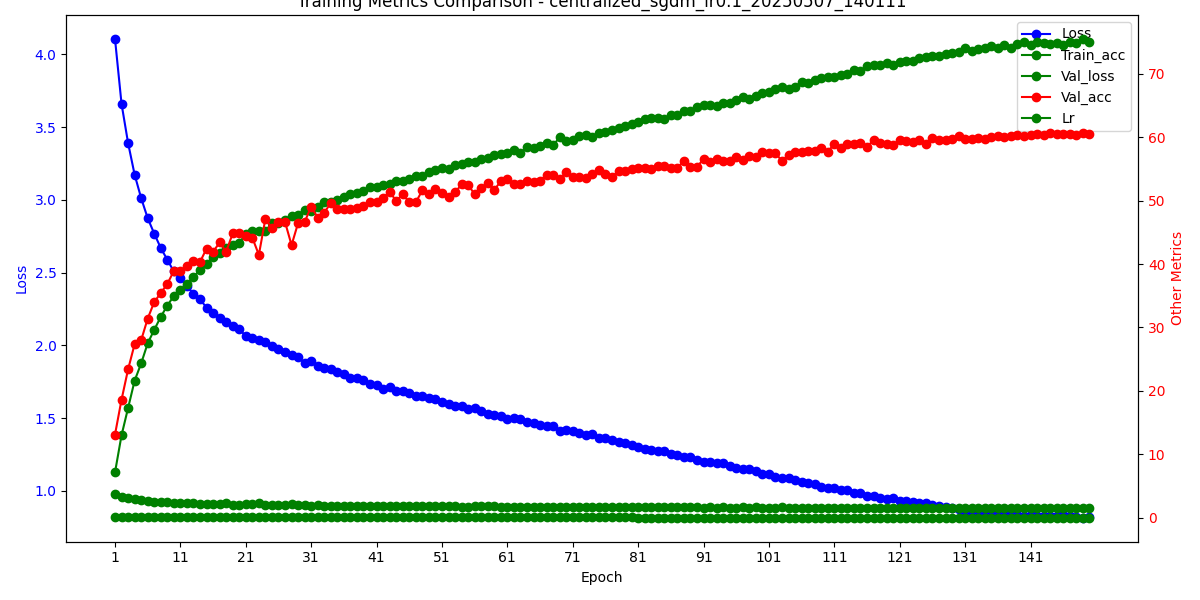 Training Metrics Comparison - centralized_sgdm_lr0.1_20250507_140111
Loss
Train_acc
Val_loss
Val_acc
Lr
4.0
3.5
3.0
2.5
2.0
1.5
1.0
Loss
70
60
50
40
30
20
10
0
Other Metrics
1 11 21 31 41 51 61 71 81 91 101 111 121 131 141
Epoch